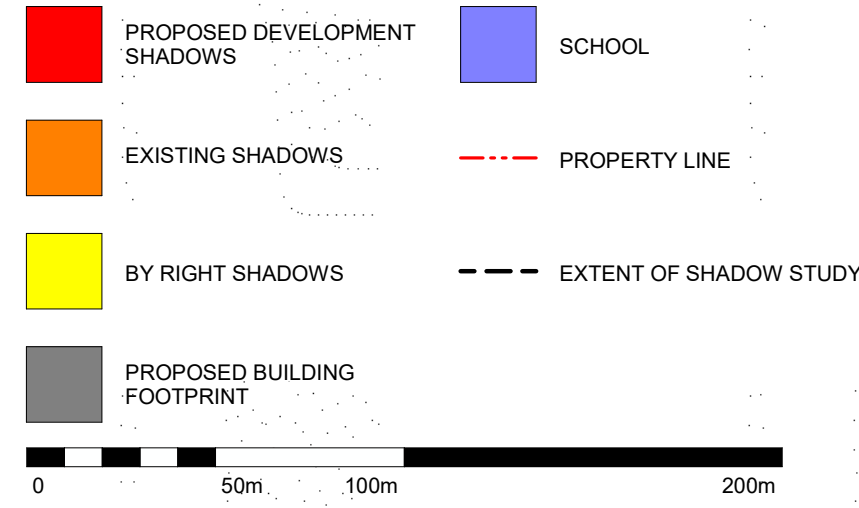 PROPOSED DEVELOPMENT
SHADOWS
EXISTING SHADOWS
BY RIGHT SHADOWS
PROPOSED BUILDING
FOOTPRINT
SCHOOL
PROPERTY LINE
EXTENT OF SHADOW STUDY
0 50m 100m 200m